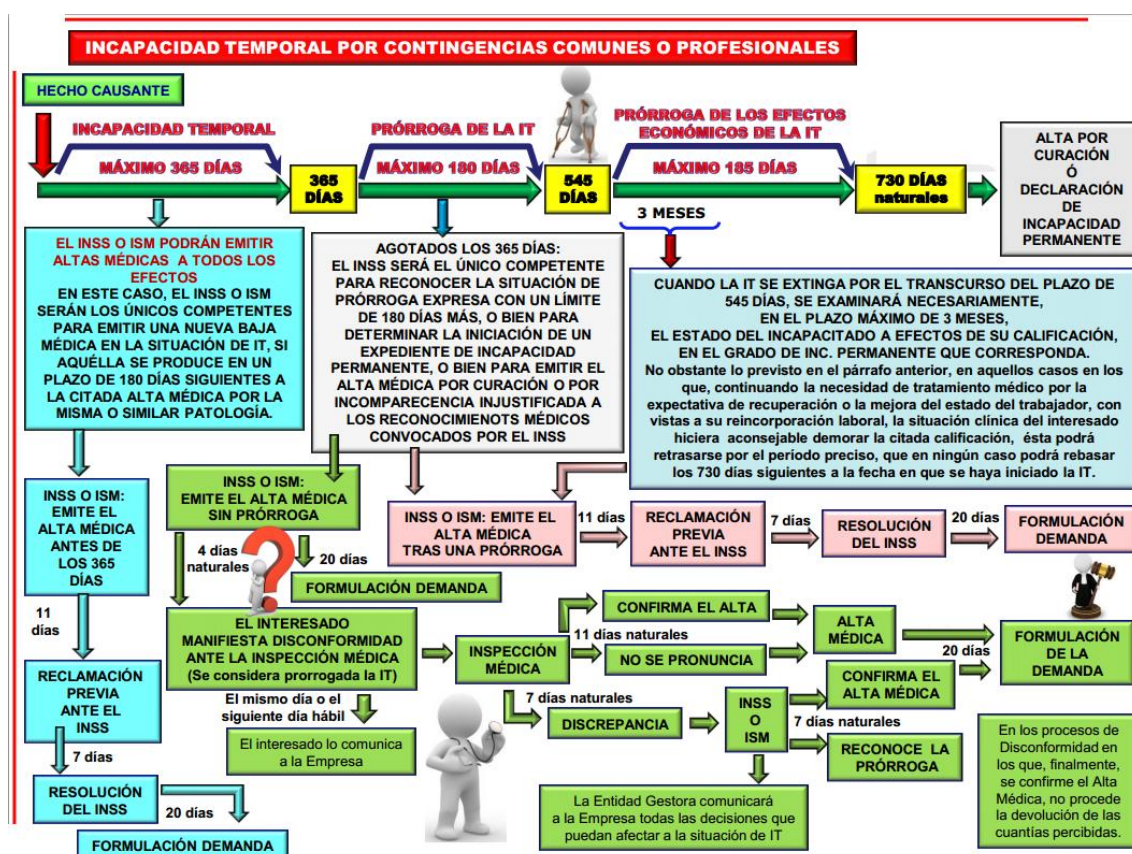 INCAPACIDAD TEMPORAL POR CONTINGENCIAS COMUNES O PROFESIONALES
HECHO CAUSANTE
INCAPACIDAD TEMPORAL
MÁXIMO 365 DÍAS
365
DÍAS
PRÓRROGA DE LA IT
MÁXIMO 180 DÍAS
545
DÍAS
PRÓRROGA DE LOS EFECTOS
ECONÓMICOS DE LA IT
MÁXIMO 185 DÍAS
730 DÍAS
naturales
ALTA POR
CURACIÓN
Ó
DECLARACIÓN
DE
INCAPACIDAD
PERMANENTE
3 MESES
EL INSS O ISM PODRÁN EMITIR
ALTAS MÉDICAS A TODOS LOS
EFECTOS
EN ESTE CASO, EL INSS O ISM
SERÁN LOS ÚNICOS COMPETENTES
PARA EMITIR UNA NUEVA BAJA
MÉDICA EN LA SITUACIÓN DE IT, SI
AQUÉLLA SE PRODUCE EN UN
PLAZO DE 180 DÍAS SIGUIENTES A
LA CITADA ALTA MÉDICA POR LA
MISMA O SIMILAR PATOLOGÍA.
AGOTADOS LOS 365 DÍAS:
EL INSS SERÁ EL ÚNICO COMPETENTE
PARA RECONOCER LA SITUACIÓN DE
PRÓRROGA EXPRESA CON UN LÍMITE
DE 180 DÍAS MÁS, O BIEN PARA
DETERMINAR LA INICIACIÓN DE UN
EXPEDIENTE DE INCAPACIDAD
PERMANENTE, O BIEN PARA EMITIR EL
ALTA MÉDICA POR CURACIÓN O POR
INCOMPARECENCIA INJUSTIFICADA A
LOS RECONOCIMIENOTS MÉDICOS
CONVOCADOS POR EL INSS
CUANDO LA IT SE EXTINGA POR EL TRANSCURSO DEL PLAZO DE
545 DÍAS, SE EXAMINARÁ NECESARIAMENTE,
EN EL PLAZO MÁXIMO DE 3 MESES,
EL ESTADO DEL INCAPACITADO A EFECTOS DE SU CALIFICACIÓN,
EN EL GRADO DE INC. PERMANENTE QUE CORRESPONDA.
No obstante lo previsto en el párrafo anterior, en aquellos casos en los
que, continuando la necesidad de tratamiento médico por la
expectativa de recuperación o la mejora del estado del trabajador, con
vistas a su reincorporación laboral, la situación clínica del interesado
hiciera aconsejable demorar la citada calificación, ésta podrá
retrasarse por el período preciso, que en ningún caso podrá rebasar
los 730 días siguientes a la fecha en que se haya iniciado la IT.
INSS O ISM:
EMITE EL
ALTA MÉDICA
ANTES DE
LOS 365
DÍAS
11
días
RECLAMACIÓN
PREVIA
ANTE EL
INSS
7 días
RESOLUCIÓN
DEL INSS
20 días
FORMULACIÓN DEMANDA
INSS O ISM:
EMITE EL ALTA MÉDICA
SIN PRÓRROGA
4 días
naturales
20 días
FORMULACIÓN DEMANDA
INSS O ISM: EMITE EL
ALTA MÉDICA
TRAS UNA PRÓRROGA
11 días
RECLAMACIÓN
PREVIA
ANTE EL INSS
7 días
RESOLUCIÓN
DEL INSS
20 días
FORMULACIÓN
DEMANDA
EL INTERESADO
MANIFIESTA DISCONFORMIDAD
ANTE LA INSPECCIÓN MÉDICA
(Se considera prorrogada la IT)
El mismo día o el
siguiente día hábil
El interesado lo comunica
a la Empresa
INSPECCIÓN
MÉDICA
11 días naturales
CONFIRMA EL ALTA
NO SE PRONUNCIA
ALTA
MÉDICA
20 días
FORMULACIÓN
DE LA
DEMANDA
7 días naturales
DISCREPANCIA
INSS
O
ISM
CONFIRMA EL
ALTA MÉDICA
7 días naturales
RECONOCE LA
PRÓRROGA
La Entidad Gestora comunicará
a la Empresa todas las decisiones que
puedan afectar a la situación de IT
En los procesos de
Disconformidad en
los que, finalmente,
se confirme el Alta
Médica, no procede
la devolución de las
cuantías percibidas.